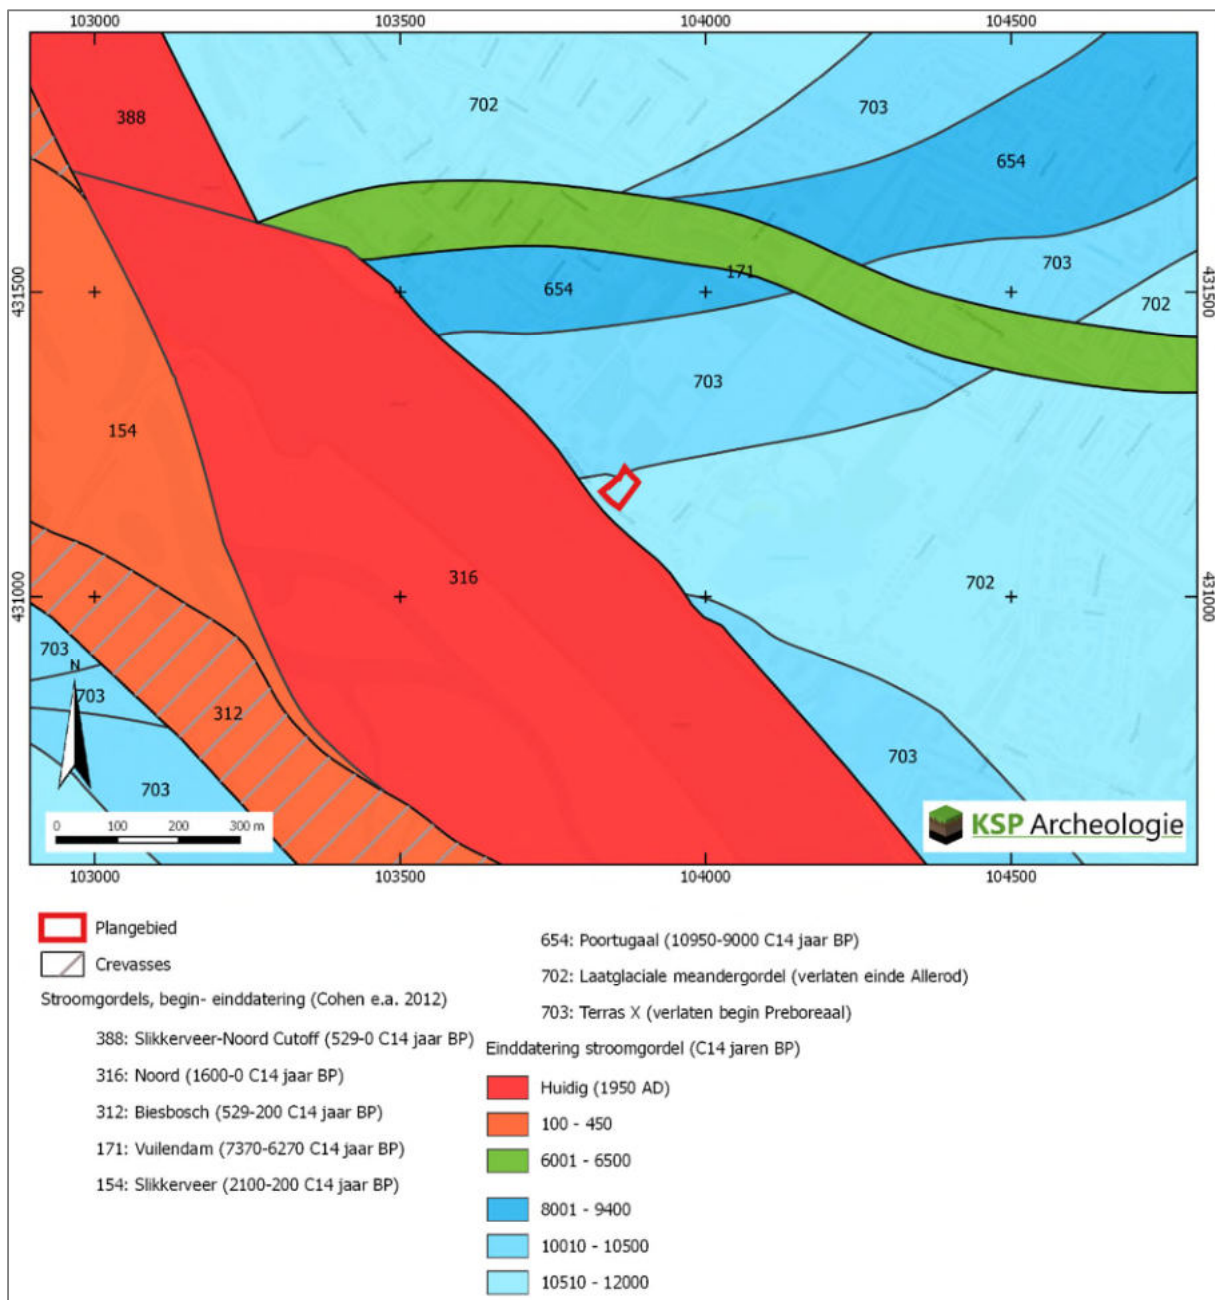 103000 103500 104000 104500
702
703
388
654
703
171
431500 654 702 431500
703
154
316
702
431000 431000
703
N
703
312
703
703
0 100 200 300 m
KSP Archeologie
103000 103500 104000 104500
Plangebied
Crevasses
Stroomgordels, begin- einddatering (Cohen e.a. 2012)
388: Slikkerveer-Noord Cutoff (529-0 C14 jaar BP)
316: Noord (1600-0 C14 jaar BP)
312: Biesbosch (529-200 C14 jaar BP)
171: Vuilendam (7370-6270 C14 jaar BP)
154: Slikkerveer (2100-200 C14 jaar BP)
654: Poortugaal (10950-9000 C14 jaar BP)
702: Laatglaciale meandergordel (verlaten einde Allerod)
703: Terras X (verlaten begin Preboreaal)
Einddatering stroomgordel (C14 jaren BP)
Huidig (1950 AD)
100 - 450
6001 - 6500
8001 - 9400
10010 - 10500
10510 - 12000